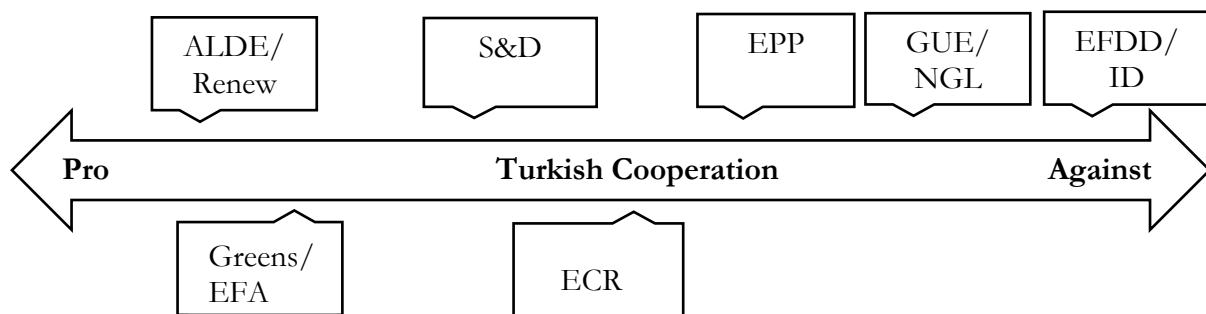 ALDE/
Renew
S&D
EPP
GUE/
NGL
EFDD/
ID
Pro
Turkish Cooperation
Against
Greens/
EFA
ECR